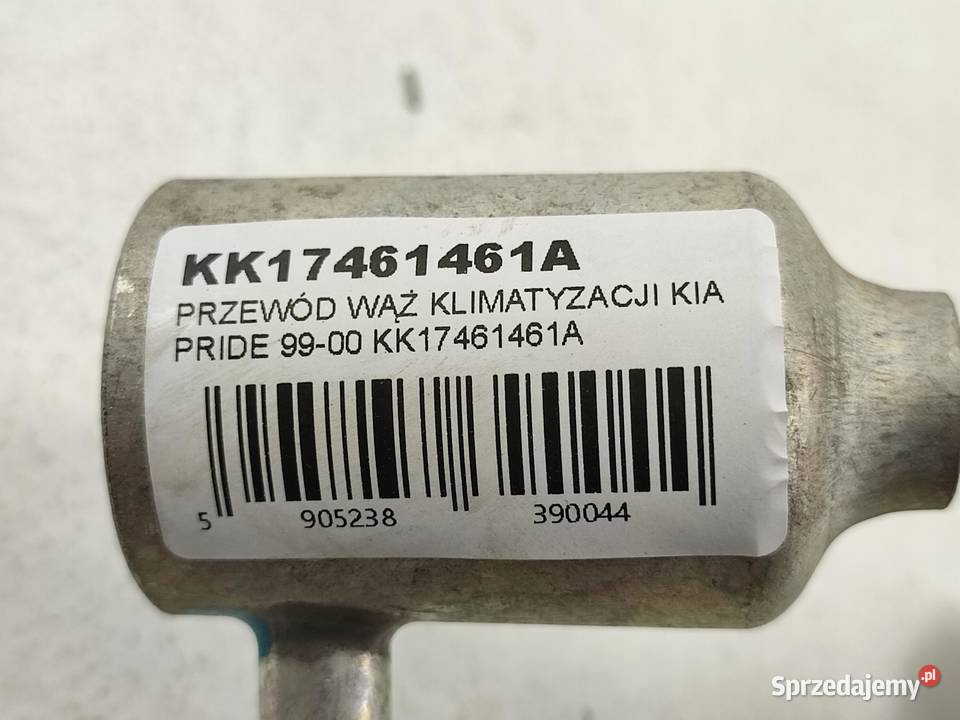 KK17461461A
PRZEWÓD WĄŻ KLIMATYZACJI KIA
PRIDE 99-00 KK17461461A
5 905238 390044
Sprzedajemy.pl